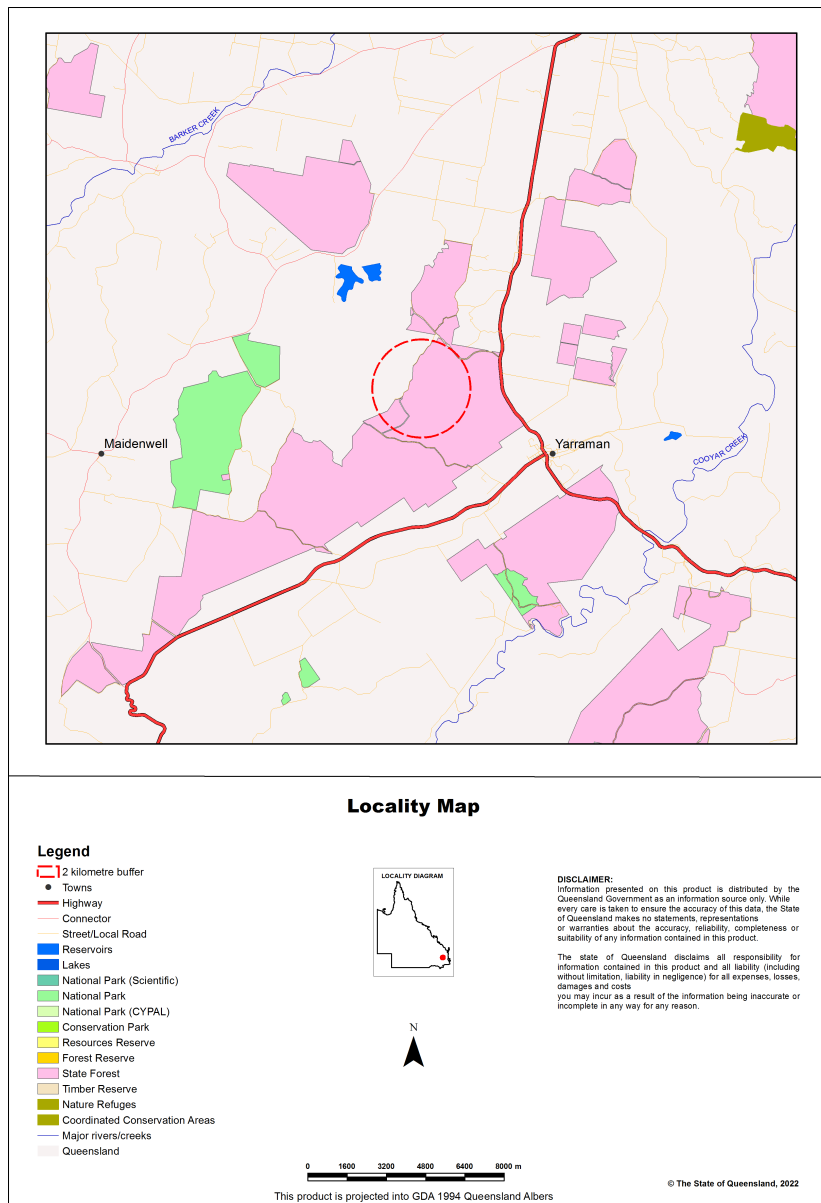 BARKER CREEK
Maidenwell
Yarraman
COOYAR CREEK
Locality Map
Legend
2 kilometre buffer
Towns
Highway
Connector
Street/Local Road
Reservoirs
Lakes
National Park (Scientific)
National Park
National Park (CYPAL)
Conservation Park
Resources Reserve
Forest Reserve
State Forest
Timber Reserve
Nature Refuges
Coordinated Conservation Areas
Major rivers/creeks
Queensland
LOCALITY DIAGRAM
N
DISCLAIMER:
Information presented on this product is distributed by the
Queensland Government as an information source only. While
every care is taken to ensure the accuracy of this data, the State
of Queensland makes no statements, representations
or warranties about the accuracy, reliability, completeness or
suitability of any information contained in this product.
The state of Queensland disclaims all responsibility for
information contained in this product and all liability (including
without limitation, liability in negligence) for all expenses, losses,
damages and costs
you may incur as a result of the information being inaccurate or
incomplete in any way for any reason.
0 1600 3200 4800 6400 8000 m
This product is projected into GDA 1994 Queensland Albers
© The State of Queensland, 2022